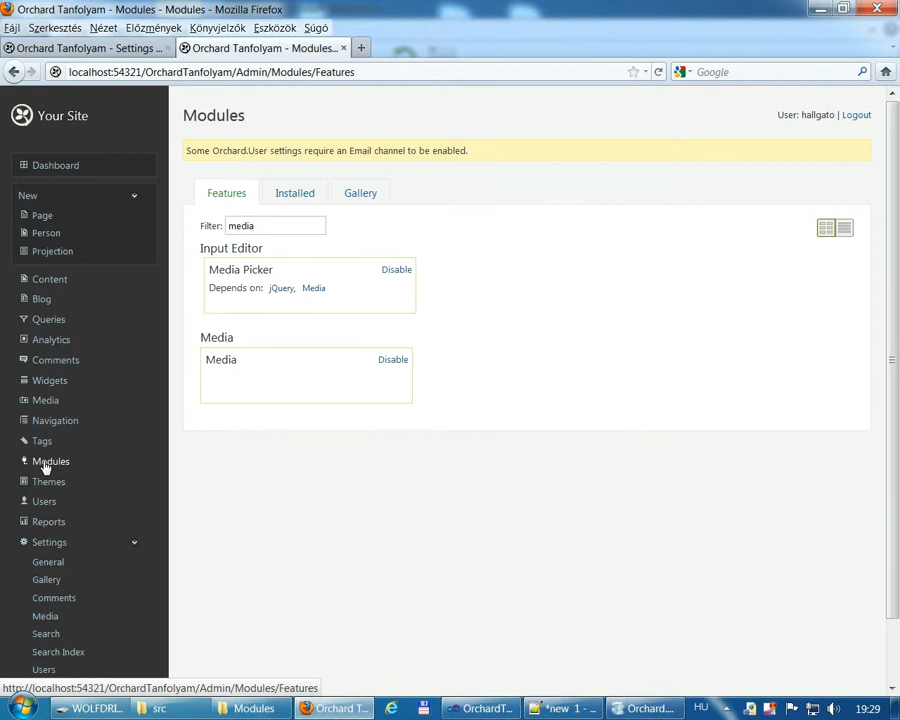 Orchard Tanfolyam - Modules - Modules - Mozilla Firefox
Fájl Szerkesztés Nézet Előzmények Könyvjelzők Eszközök Súgó
Orchard Tanfolyam - Settings ... Orchard Tanfolyam - Modules...
localhost:54321/OrchardTanfolyam/Admin/Modules/Features
Google
Your Site
Dashboard
New
Page
Person
Projection
Content
Blog
Queries
Analytics
Comments
Widgets
Media
Navigation
Tags
Modules
Themes
Users
Reports
Settings
General
Gallery
Comments
Media
Search
Search Index
Users
Modules
User: hallgato | Logout
Some Orchard.User settings require an Email channel to be enabled.
Features Installed Gallery
Filter: media
Input Editor
Media Picker Disable
Depends on: jQuery, Media
Media
Media Disable
http://localhost:54321/OrchardTanfolyam/Admin/Modules/Features
WOLFDRI... src Modules Orchard T... OrchardT... *new 1 - ... Orchard.... HU 19:29